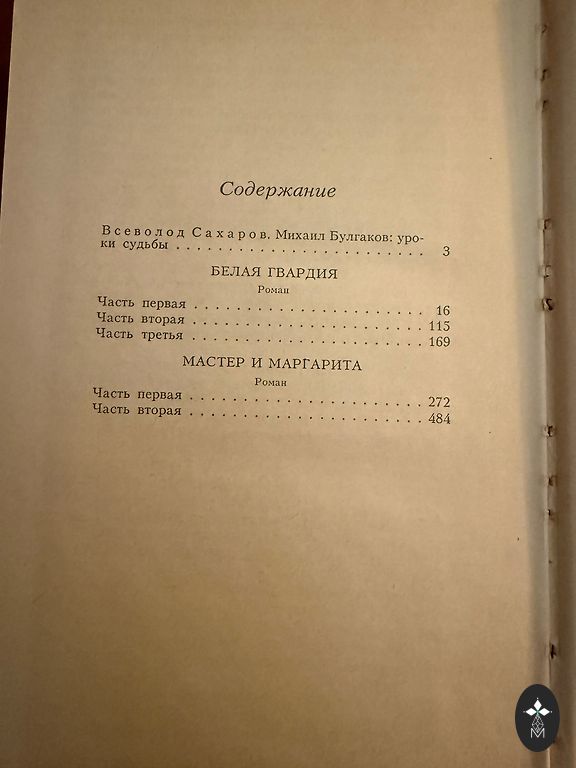 Содержание
Всеволод Сахаров. Михаил Булгаков: уро-
ки судьбы . . . . . . . . . . . . . . . . . . . . . . . . 3
БЕЛАЯ ГВАРДИЯ
Роман
Часть первая . . . . . . . . . . . . . . . . . . . . . . 16
Часть вторая . . . . . . . . . . . . . . . . . . . . . . 115
Часть третья . . . . . . . . . . . . . . . . . . . . . . 169
МАСТЕР И МАРГАРИТА
Роман
Часть первая . . . . . . . . . . . . . . . . . . . . . . 272
Часть вторая . . . . . . . . . . . . . . . . . . . . . . 484
M